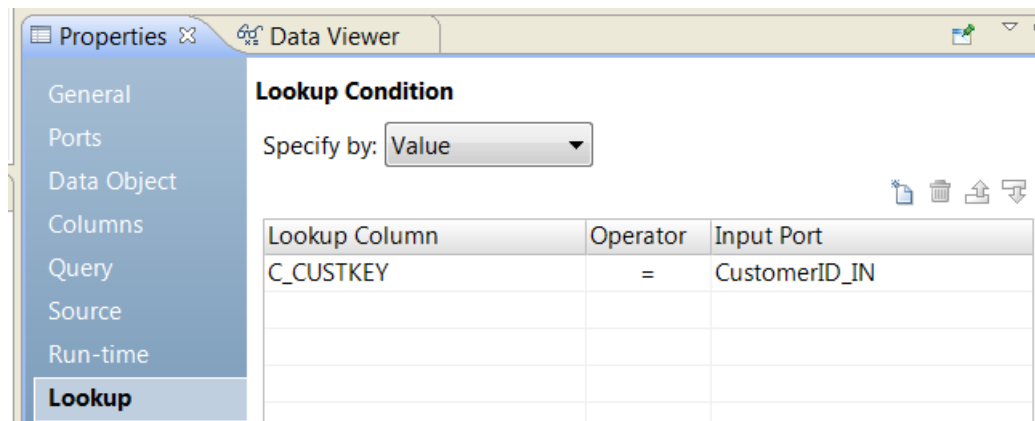 Properties Data Viewer
General
Ports
Data Object
Columns
Query
Source
Run-time
Lookup
Lookup Condition
Specify by: Value
Lookup Column Operator Input Port
C_CUSTKEY = CustomerID_IN